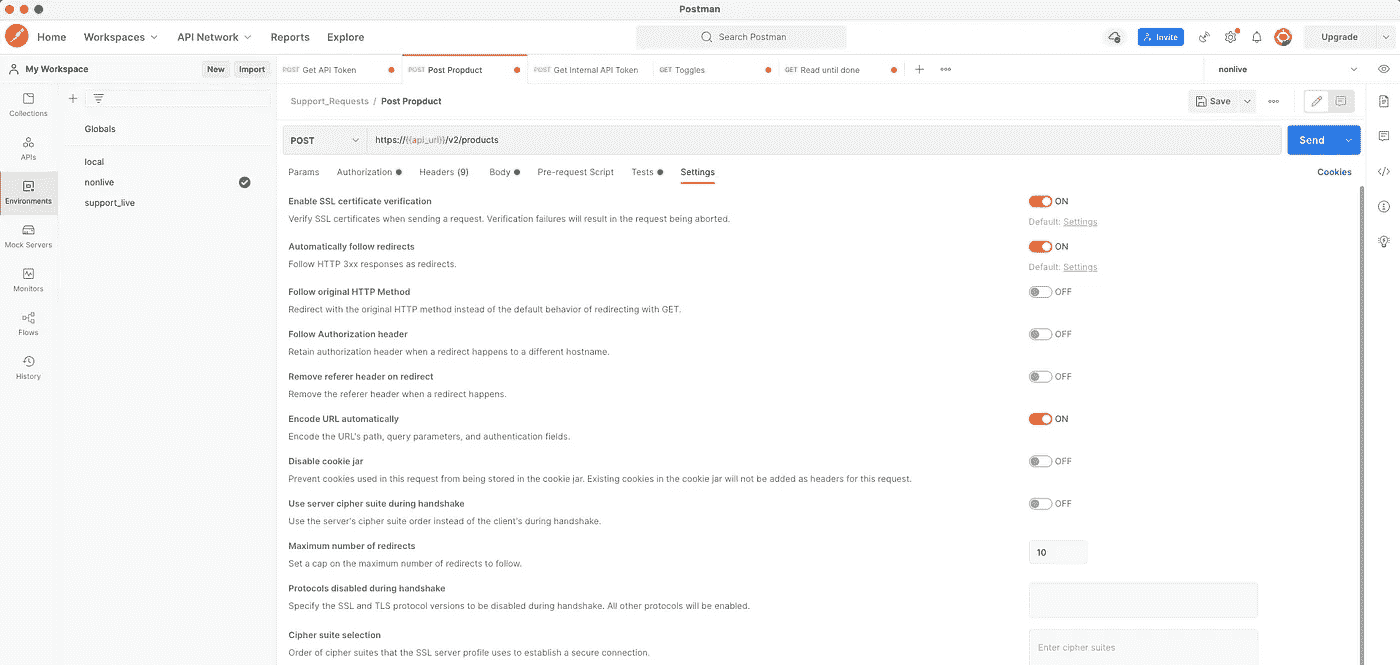 Postman
Home Workspaces API Network Reports Explore Search Postman Invite Upgrade
My Workspace New Import POST Get API Token POST Post Propduct POST Get Internal API Token GET Toggles GET Read until done nonlive
Collections
APIs
Environments
Mock Servers
Monitors
Flows
History
Globals
local
nonlive
support_live
Support_Requests / Post Propduct Save
POST https://{{api_url}}/v2/products Send
Params Authorization Headers (9) Body Pre-request Script Tests Settings Cookies
Enable SSL certificate verification ON
Verify SSL certificates when sending a request. Verification failures will result in the request being aborted.
Default: Settings
Automatically follow redirects ON
Follow HTTP 3xx responses as redirects.
Default: Settings
Follow original HTTP Method OFF
Redirect with the original HTTP method instead of the default behavior of redirecting with GET.
Follow Authorization header OFF
Retain authorization header when a redirect happens to a different hostname.
Remove referer header on redirect OFF
Remove the referer header when a redirect happens.
Encode URL automatically ON
Encode the URL's path, query parameters, and authentication fields.
Disable cookie jar OFF
Prevent cookies used in this request from being stored in the cookie jar. Existing cookies in the cookie jar will not be added as headers for this request.
Use server cipher suite during handshake OFF
Use the server's cipher suite order instead of the client's during handshake.
Maximum number of redirects 10
Set a cap on the maximum number of redirects to follow.
Protocols disabled during handshake
Specify the SSL and TLS protocol versions to be disabled during handshake. All other protocols will be enabled.
Cipher suite selection
Order of cipher suites that the SSL server profile uses to establish a secure connection.
Enter cipher suites